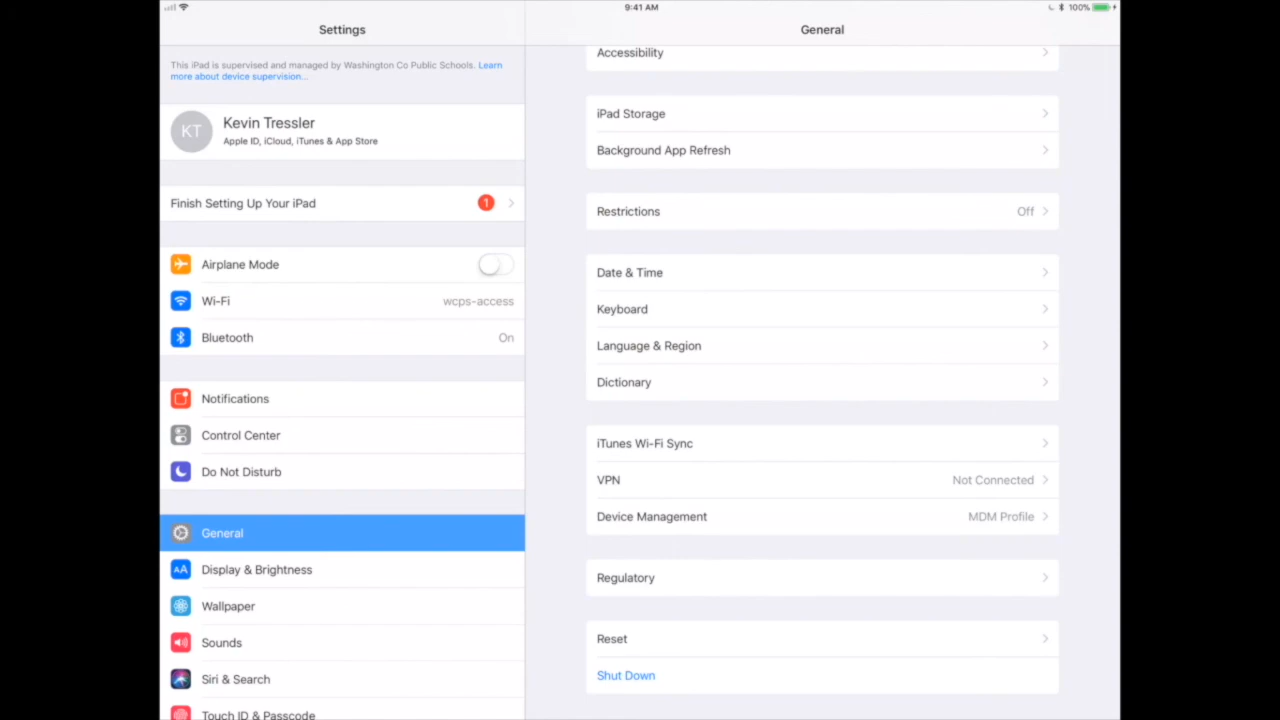 9:41 AM
100%
Settings
General
This iPad is supervised and managed by Washington Co Public Schools. Learn
more about device supervision...
KT
Kevin Tressler
Apple ID, iCloud, iTunes & App Store
Finish Setting Up Your iPad
1
Airplane Mode
Wi-Fi
wcps-access
Bluetooth
On
Notifications
Control Center
Do Not Disturb
General
Display & Brightness
Wallpaper
Sounds
Siri & Search
Touch ID & Passcode
Accessibility
iPad Storage
Background App Refresh
Restrictions
Off
Date & Time
Keyboard
Language & Region
Dictionary
iTunes Wi-Fi Sync
VPN
Not Connected
Device Management
MDM Profile
Regulatory
Reset
Shut Down